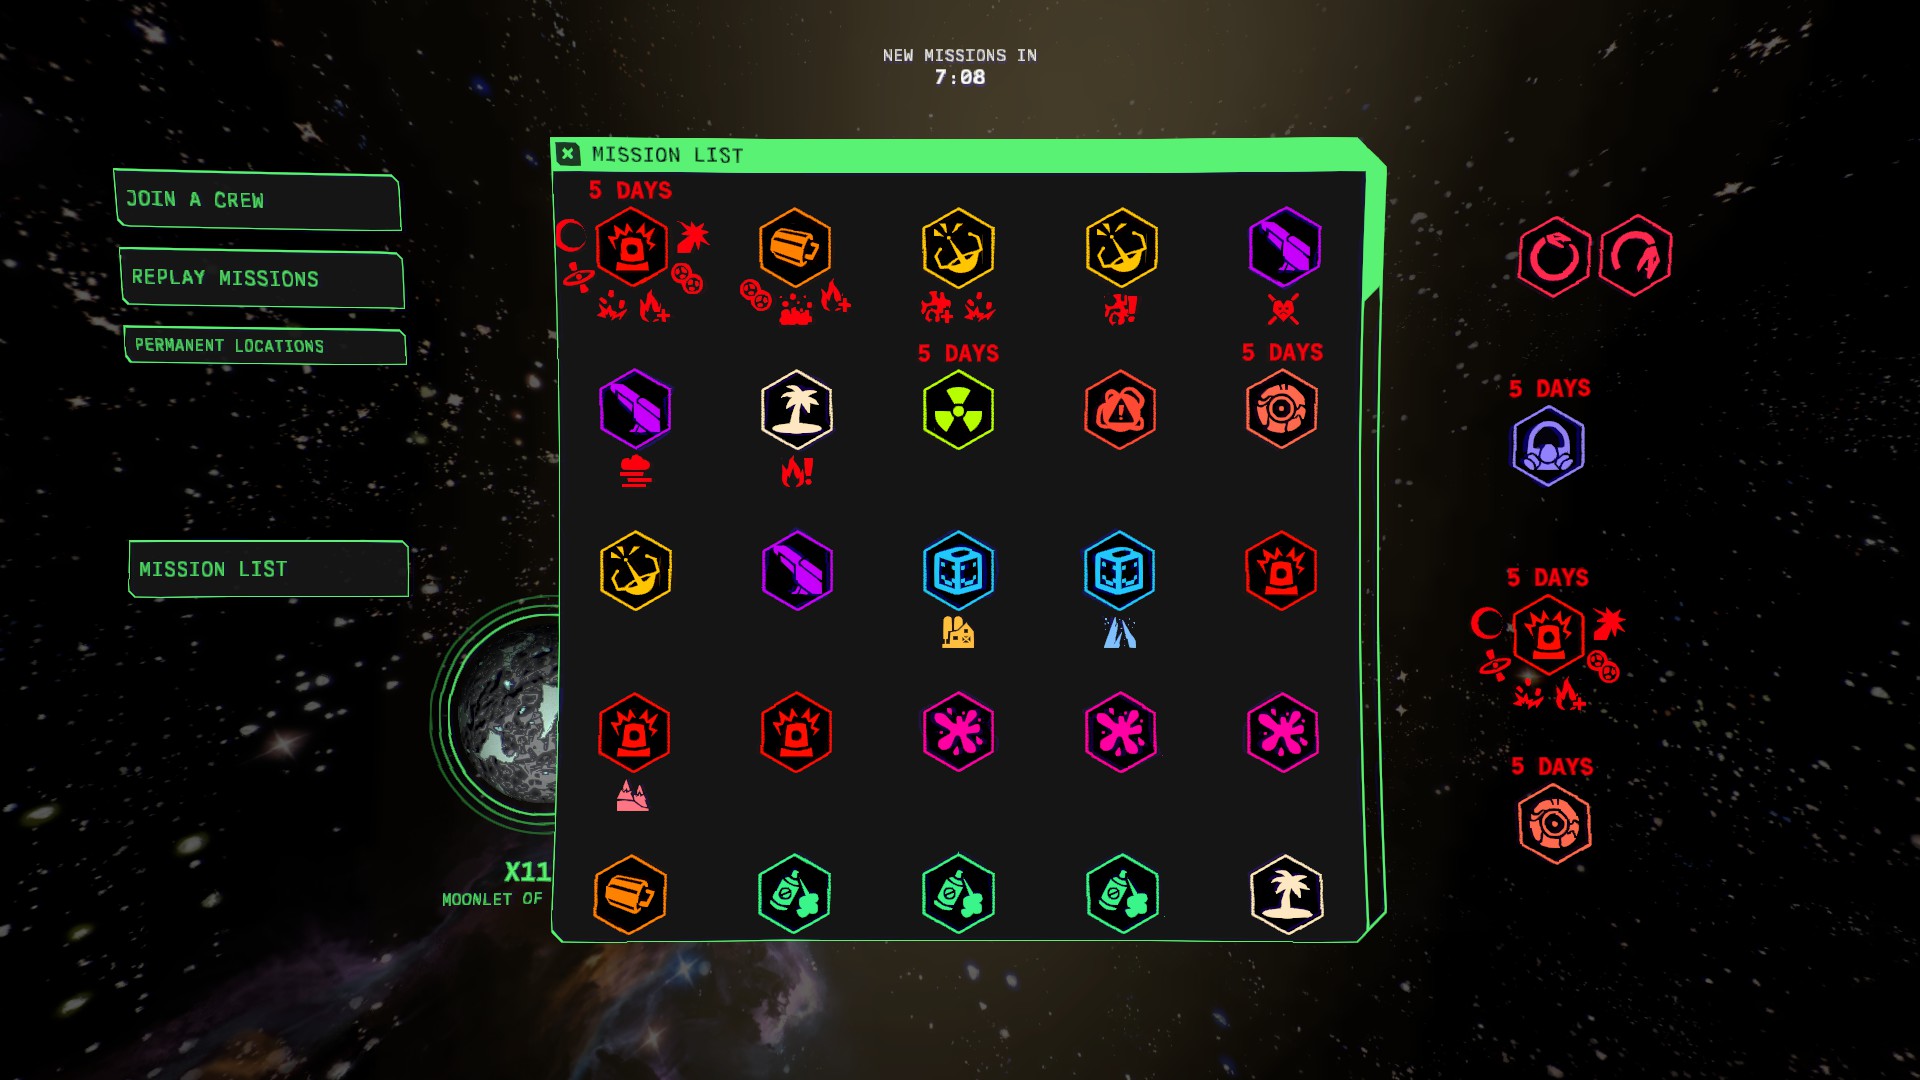 NEW MISSIONS IN
7:08
JOIN A CREW
REPLAY MISSIONS
PERMANENT LOCATIONS
MISSION LIST
MISSION LIST
5 DAYS
5 DAYS
5 DAYS
X11
MOONLET OF
5 DAYS
5 DAYS
5 DAYS